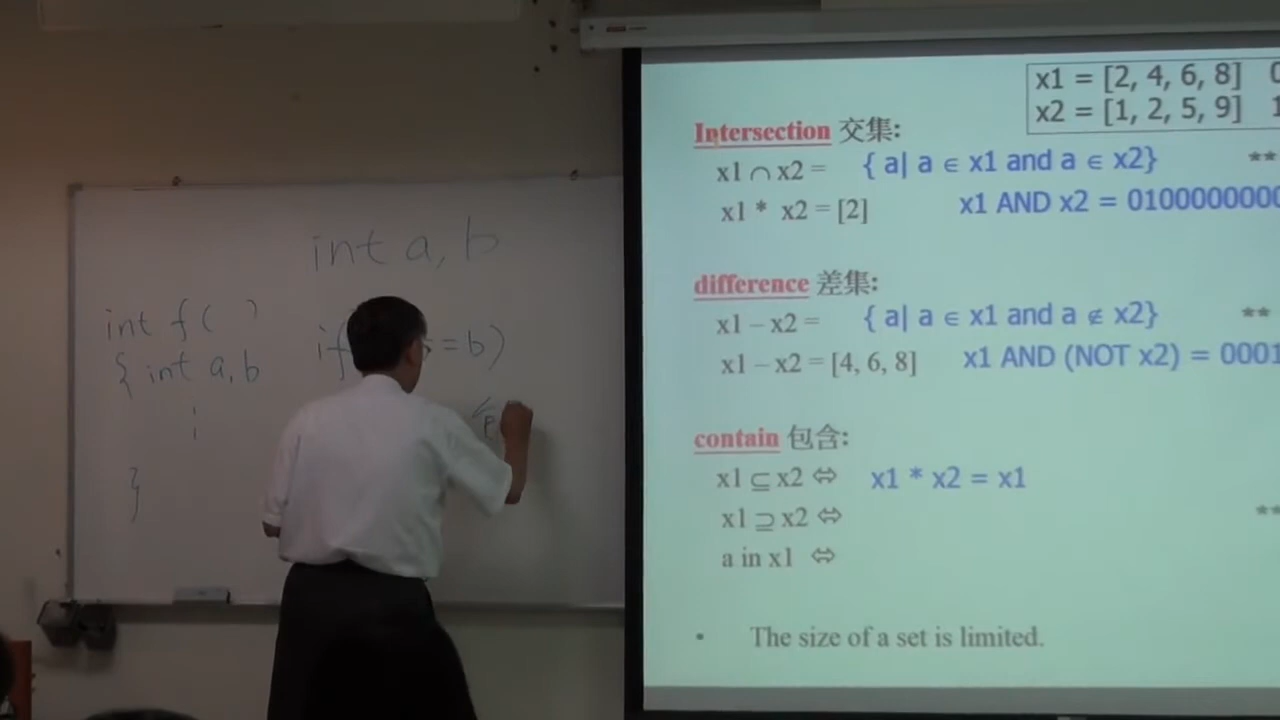 int a, b
int f( )
{ int a, b
}
= b)
x1 = [2, 4, 6, 8]
x2 = [1, 2, 5, 9]
Intersection 交集:
x1 ∩ x2 = { a| a ∈ x1 and a ∈ x2} **
x1 * x2 = [2] x1 AND x2 = 0100000000
difference 差集:
x1 – x2 = { a| a ∈ x1 and a ∉ x2} **
x1 – x2 = [4, 6, 8] x1 AND (NOT x2) = 0001
contain 包含:
x1 ⊆ x2 ⇔ x1 * x2 = x1
x1 ⊇ x2 ⇔ **
a in x1 ⇔
• The size of a set is limited.